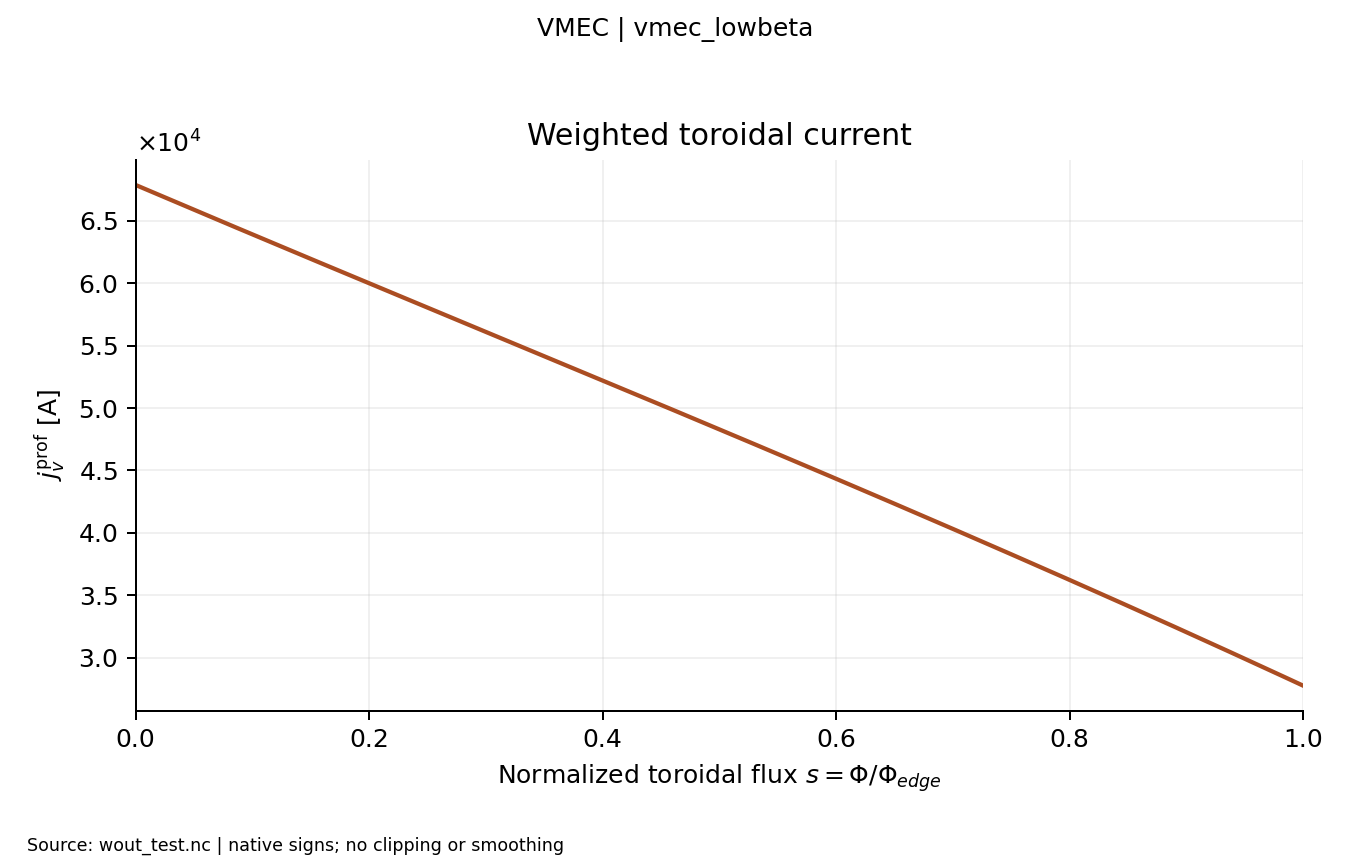 VMEC | vmec_lowbeta
Weighted toroidal current
×10⁴
6.5
6.0
5.5
5.0
4.5
4.0
3.5
3.0
j_v^prof [A]
0.0 0.2 0.4 0.6 0.8 1.0
Normalized toroidal flux s = Φ/Φ_edge
Source: wout_test.nc | native signs; no clipping or smoothing